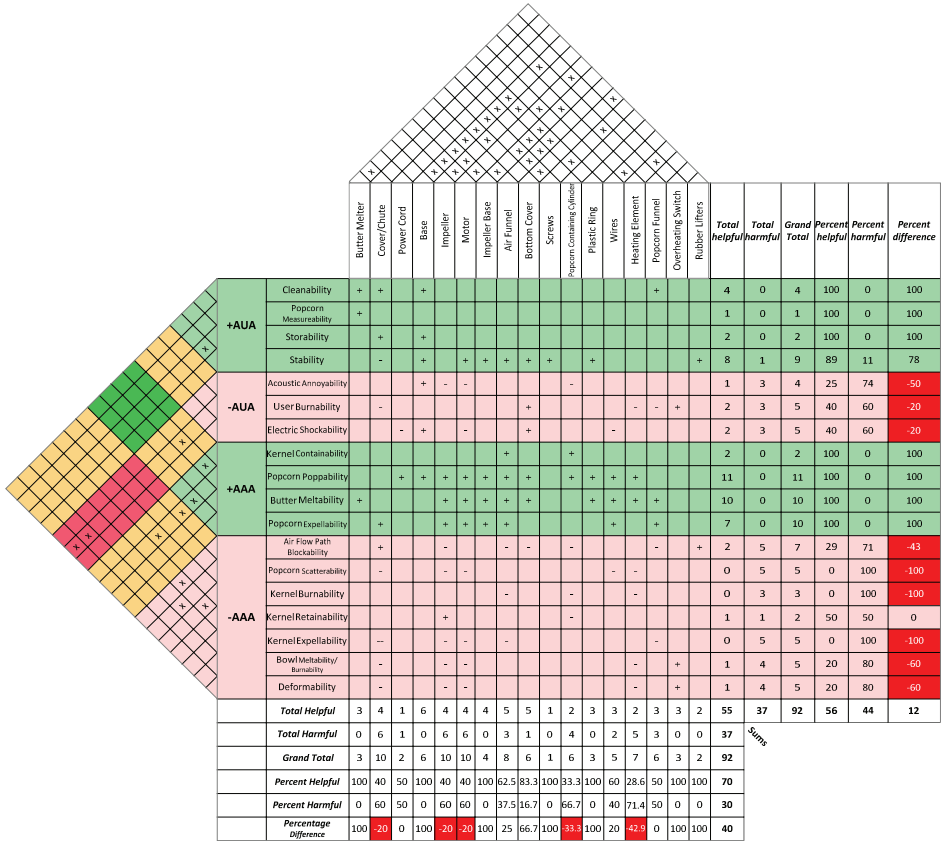 Butter Melter
Cover/Chute
Power Cord
Base
Impeller
Motor
Impeller Base
Air Funnel
Bottom Cover
Screws
Popcorn Containing Cylinder
Plastic Ring
Wires
Heating Element
Popcorn Funnel
Overheating Switch
Rubber Lifters
Total helpful
Total harmful
Grand Total
Percent helpful
Percent harmful
Percent difference
+AUA
Cleanability + + + + 4 0 4 100 0 100
Popcorn
Measureability + 1 0 1 100 0 100
Storability + + 2 0 2 100 0 100
Stability - + + + + + + + + 8 1 9 89 11 78
-AUA
Acoustic Annoyability + - - - 1 3 4 25 74 -50
User Burnability - + - - + 2 3 5 40 60 -20
Electric Shockability - + - + - 2 3 5 40 60 -20
+AAA
Kernel Containability + + 2 0 2 100 0 100
Popcorn Poppability + + + + + + + + + + + 11 0 11 100 0 100
Butter Meltability + + + + + + + + + + 10 0 10 100 0 100
Popcorn Expellability + + + + + + + 7 0 10 100 0 100
-AAA
Air Flow Path
Blockability + - - - - - + 2 5 7 29 71 -43
Popcorn Scatterability - - - - - 0 5 5 0 100 -100
Kernel Burnability - - - 0 3 3 0 100 -100
Kernel Retainability + - 1 1 2 50 50 0
Kernel Expellability -- - - - - 0 5 5 0 100 -100
Bowl Meltability/
Burnability - - - - + 1 4 5 20 80 -60
Deformability - - - - + 1 4 5 20 80 -60
Total Helpful 3 4 1 6 4 4 4 5 5 1 2 3 3 2 3 3 2 55 37 92 56 44 12
Total Harmful 0 6 1 0 6 6 0 3 1 0 4 0 2 5 3 0 0 37
Sums
Grand Total 3 10 2 6 10 10 4 8 6 1 6 3 5 7 6 3 2 92
Percent Helpful 100 40 50 100 40 40 100 62.5 83.3 100 33.3 100 60 28.6 50 100 100 70
Percent Harmful 0 60 50 0 60 60 0 37.5 16.7 0 66.7 0 40 71.4 50 0 0 30
Percentage
Difference 100 -20 0 100 -20 -20 100 25 66.7 100 -33.3 100 20 -42.9 0 100 100 40